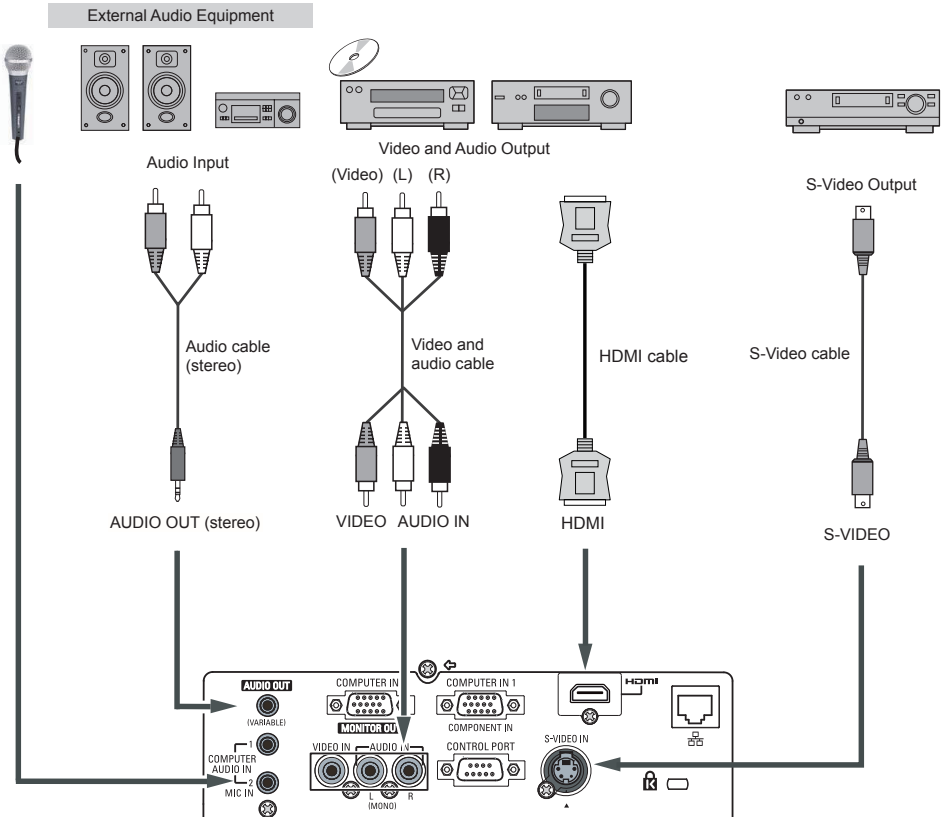 External Audio Equipment
Audio Input
Video and Audio Output
(Video) (L) (R)
S-Video Output
Audio cable
(stereo)
Video and
audio cable
HDMI cable
S-Video cable
AUDIO OUT (stereo)
VIDEO AUDIO IN
HDMI
S-VIDEO
AUDIO OUT
(VARIABLE)
COMPUTER IN
MONITOR OUT
COMPUTER IN 1
COMPONENT IN
HDMI
1
COMPUTER
AUDIO IN
2
MIC IN
VIDEO IN
AUDIO IN
L
(MONO)
R
CONTROL PORT
S-VIDEO IN
K